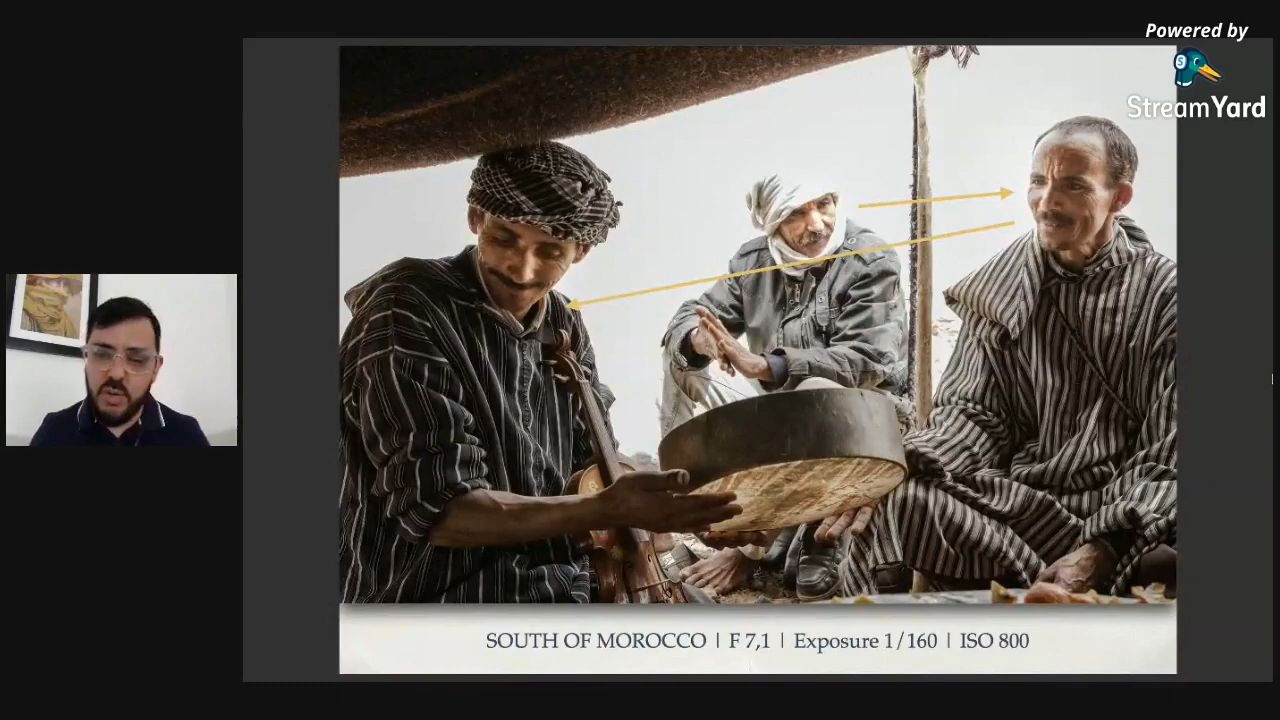 Powered by
StreamYard
SOUTH OF MOROCCO | F 7,1 | Exposure 1/160 | ISO 800